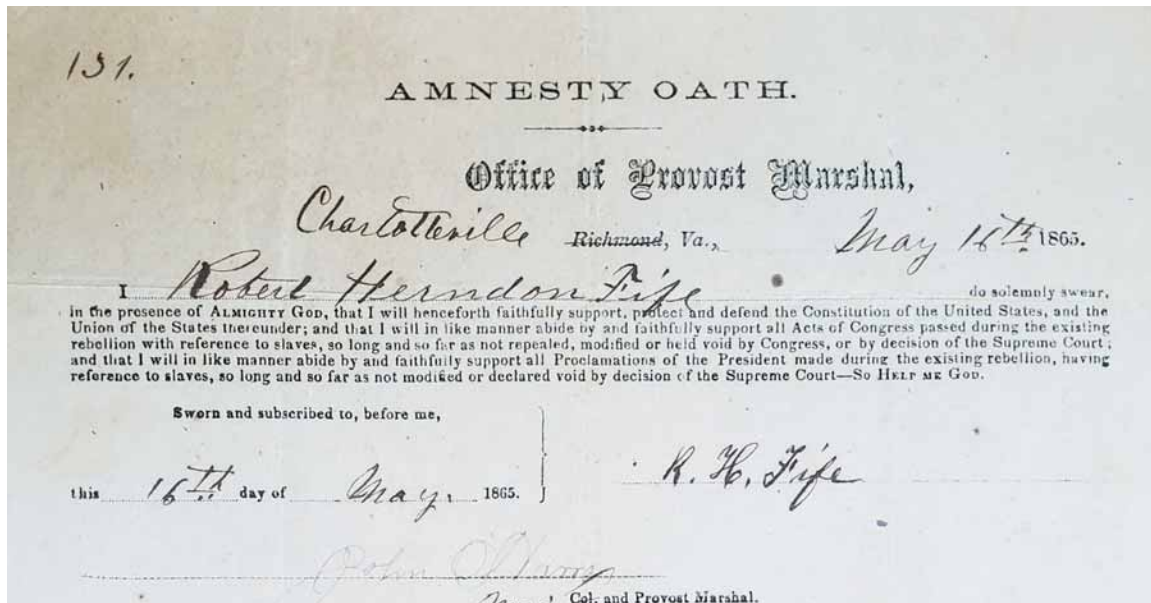 131.
AMNESTY OATH.
Office of Provost Marshal,
Charlotteville Richmond, Va., May 16th 1865.
I Robert Herndon Fife do solemnly swear,
in the presence of ALMIGHTY GOD, that I will henceforth faithfully support, protect and defend the Constitution of the United States, and the
Union of the States thereunder; and that I will in like manner abide by and faithfully support all Acts of Congress passed during the existing
rebellion with reference to slaves, so long and so far as not repealed, modified or held void by Congress, or by decision of the Supreme Court;
and that I will in like manner abide by and faithfully support all Proclamations of the President made during the existing rebellion, having
reference to slaves, so long and so far as not modified or declared void by decision of the Supreme Court—SO HELP ME GOD.
Sworn and subscribed to, before me,
this 16th day of May. 1865.
R. H. Fife
John
Col. and Provost Marshal.